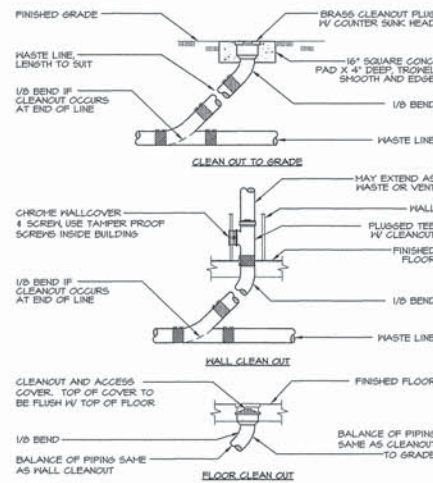 FINISHED GRADE
BRASS CLEANOUT PLUG
W/ COUNTER SUNK HEAD
WASTE LINE,
LENGTH TO SUIT
16" SQUARE CONC.
PAD X 4" DEEP, TROWEL
SMOOTH AND EDGE
1/8 BEND IF
CLEANOUT OCCURS
AT END OF LINE
1/8 BEND
WASTE LINE
CLEAN OUT TO GRADE
MAY EXTEND AS
WASTE OR VENT
WALL
CHROME WALLCOVER
4 SCREW, USE TAMPER PROOF
SCREWS INSIDE BUILDING
PLUGGED TEE
W/ CLEANOUT
FINISHED
FLOOR
1/8 BEND IF
CLEANOUT OCCURS
AT END OF LINE
1/8 BEND
WASTE LINE
WALL CLEAN OUT
CLEANOUT AND ACCESS
COVER. TOP OF COVER TO
BE FLUSH W/ TOP OF FLOOR
FINISHED FLOOR
1/8 BEND
BALANCE OF PIPING SAME
AS WALL CLEANOUT
BALANCE OF PIPING
SAME AS CLEANOUT
TO GRADE
FLOOR CLEAN OUT